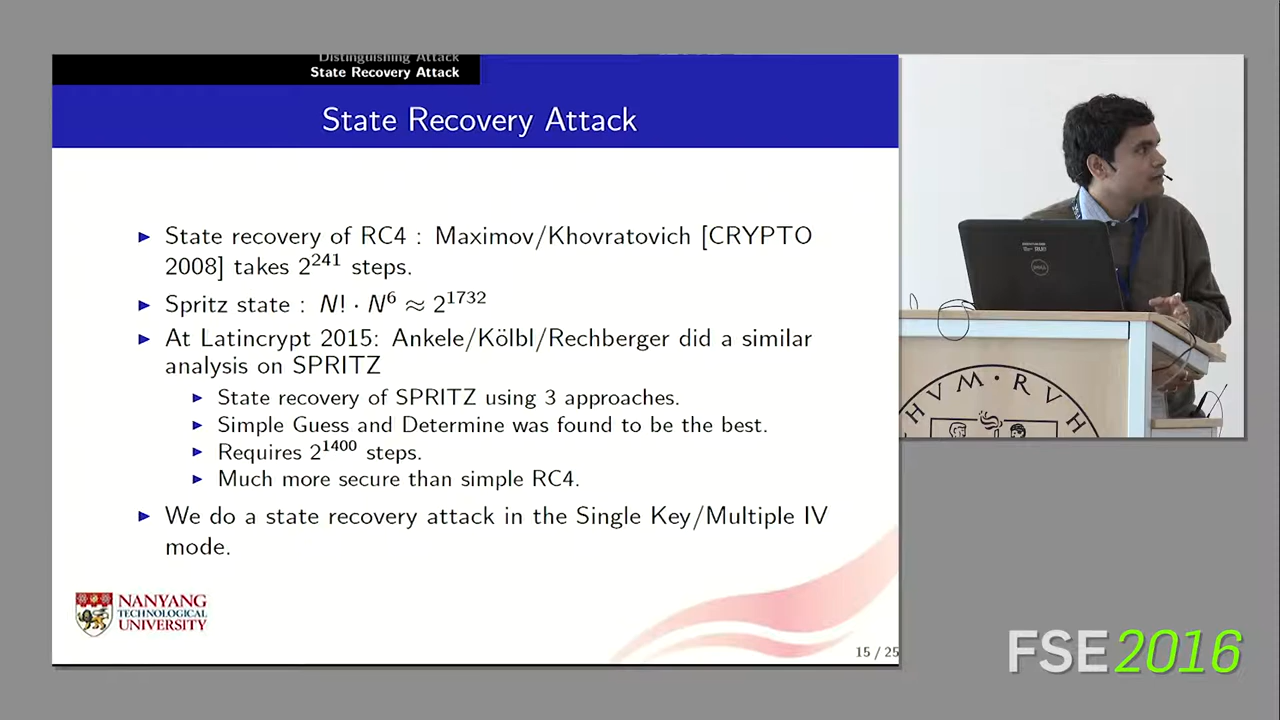 Distinguishing Attack
State Recovery Attack
State Recovery Attack
► State recovery of RC4 : Maximov/Khovratovich [CRYPTO
2008] takes 2^241 steps.
► Spritz state : N! · N^6 ≈ 2^1732
► At Latincrypt 2015: Ankele/Kölbl/Rechberger did a similar
analysis on SPRITZ
► State recovery of SPRITZ using 3 approaches.
► Simple Guess and Determine was found to be the best.
► Requires 2^1400 steps.
► Much more secure than simple RC4.
► We do a state recovery attack in the Single Key/Multiple IV
mode.
NANYANG
TECHNOLOGICAL
UNIVERSITY
15 / 25
DELL
HVM · RVH
FSE 2016